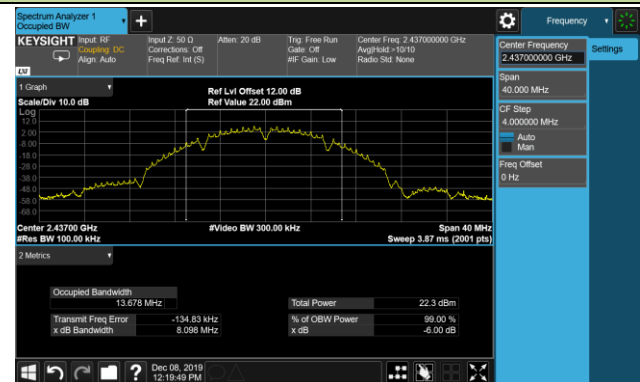 Spectrum Analyzer 1
Occupied BW
+
Frequency
KEYSIGHT
Input: RF
Coupling: DC
Align: Auto
Input Z: 50 Ω
Corrections: Off
Freq Ref: Int (S)
Atten: 20 dB
Trig: Free Run
Gate: Off
#IF Gain: Low
Center Freq: 2.437000000 GHz
Avg|Hold:>10/10
Radio Std: None
Center Frequency
2.437000000 GHz
Settings
Span
40.000 MHz
CF Step
4.000000 MHz
Auto
Man
Freq Offset
0 Hz
1 Graph
Scale/Div 10.0 dB
Ref Lvl Offset 12.00 dB
Ref Value 22.00 dBm
Log
12.0
2.00
-8.00
-18.0
-28.0
-38.0
-48.0
-58.0
-68.0
Center 2.43700 GHz
#Res BW 100.00 kHz
#Video BW 300.00 kHz
Span 40 MHz
Sweep 3.87 ms (2001 pts)
2 Metrics
Occupied Bandwidth
13.678 MHz
Total Power 22.3 dBm
Transmit Freq Error -134.83 kHz
% of OBW Power 99.00 %
x dB Bandwidth 8.098 MHz
x dB -6.00 dB
?
Dec 08, 2019
12:19:49 PM